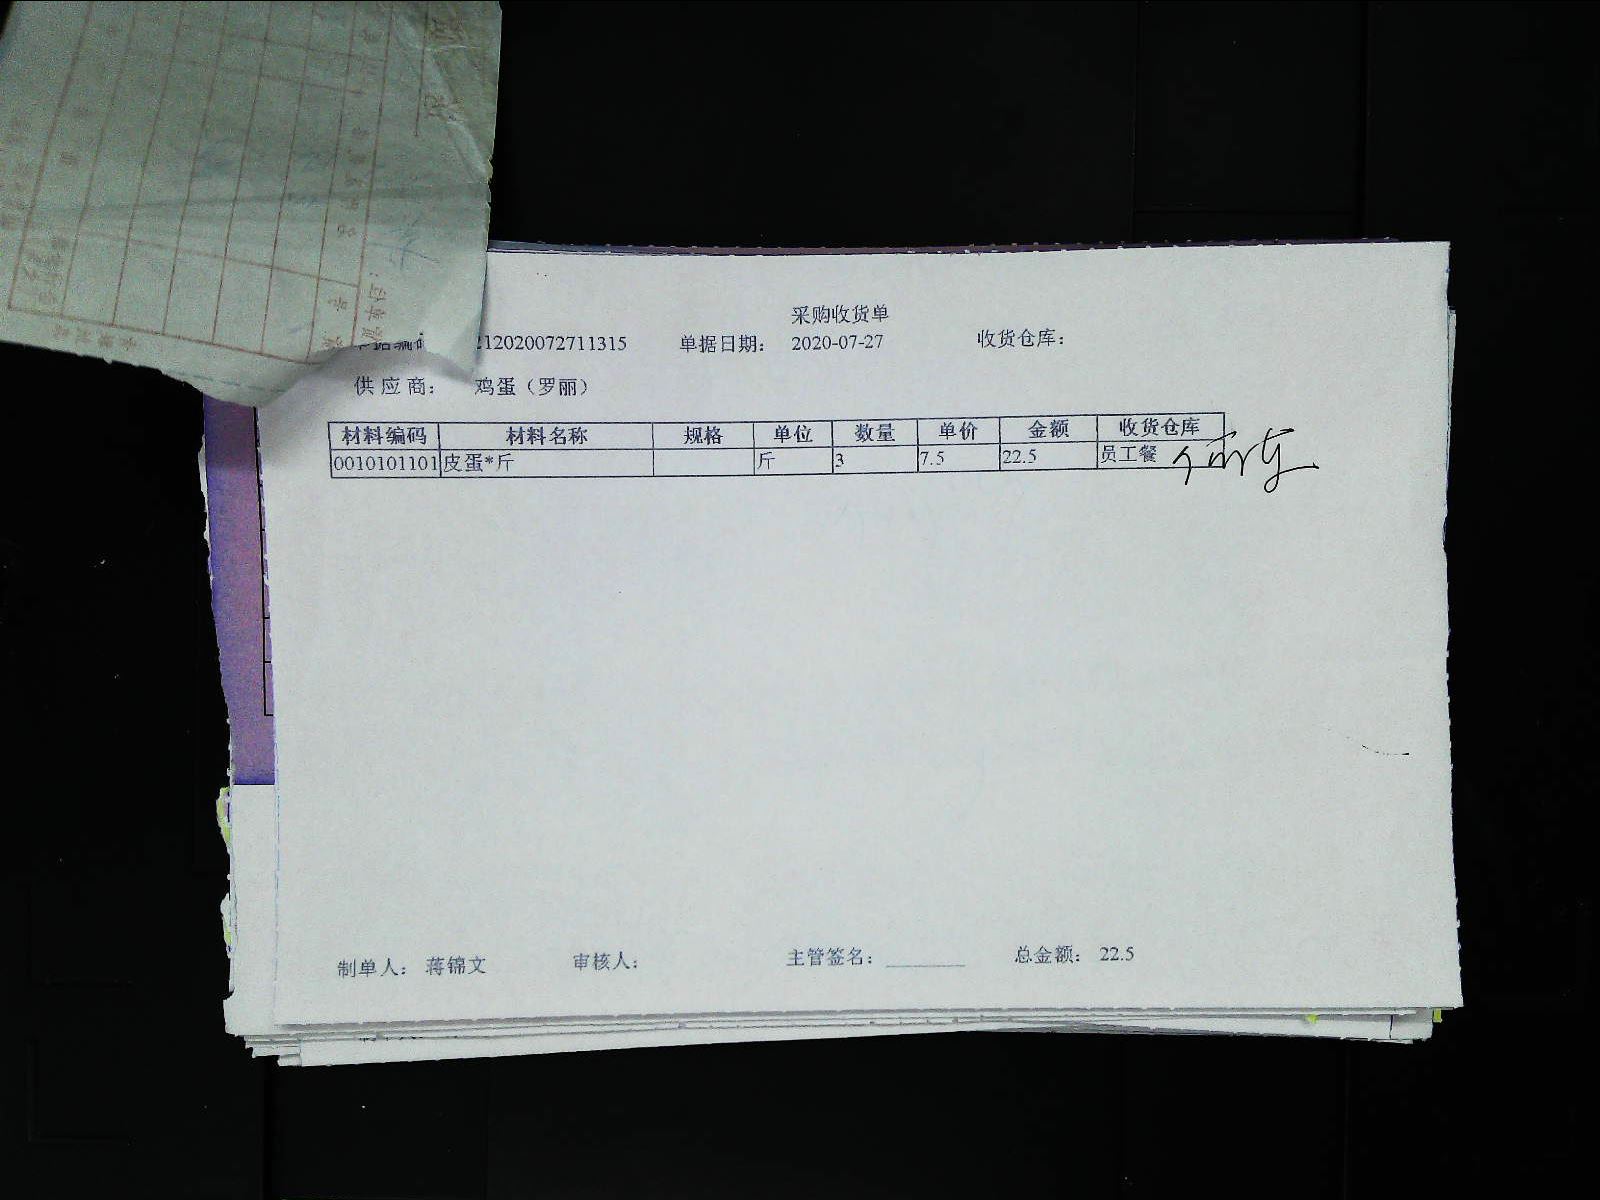 采购收货单
212020072711315 单据日期： 2020-07-27 收货仓库：
供 应 商： 鸡蛋（罗丽）
材料编码 材料名称 规格 单位 数量 单价 金额 收货仓库
0010101101 皮蛋*斤 斤 3 7.5 22.5 员工餐
制单人： 蒋锦文 审核人： 主管签名： ________ 总金额： 22.5